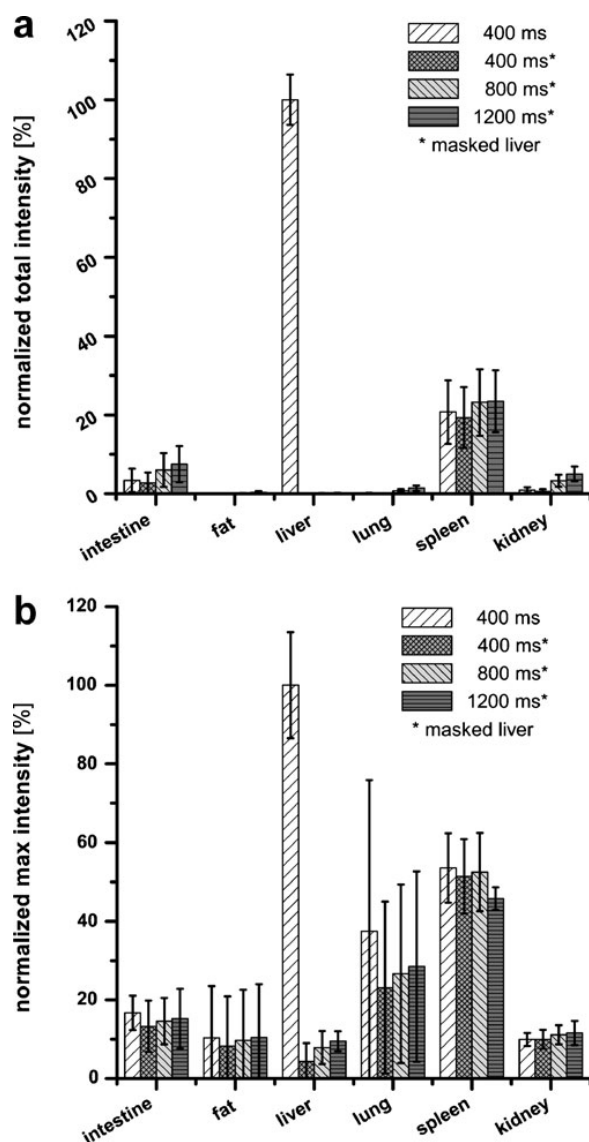 a
normalized total intensity [%]
120
100
80
60
40
20
0
400 ms
400 ms*
800 ms*
1200 ms*
* masked liver
intestine
fat
liver
lung
spleen
kidney
b
normalized max intensity [%]
120
100
80
60
40
20
0
400 ms
400 ms*
800 ms*
1200 ms*
* masked liver
intestine
fat
liver
lung
spleen
kidney